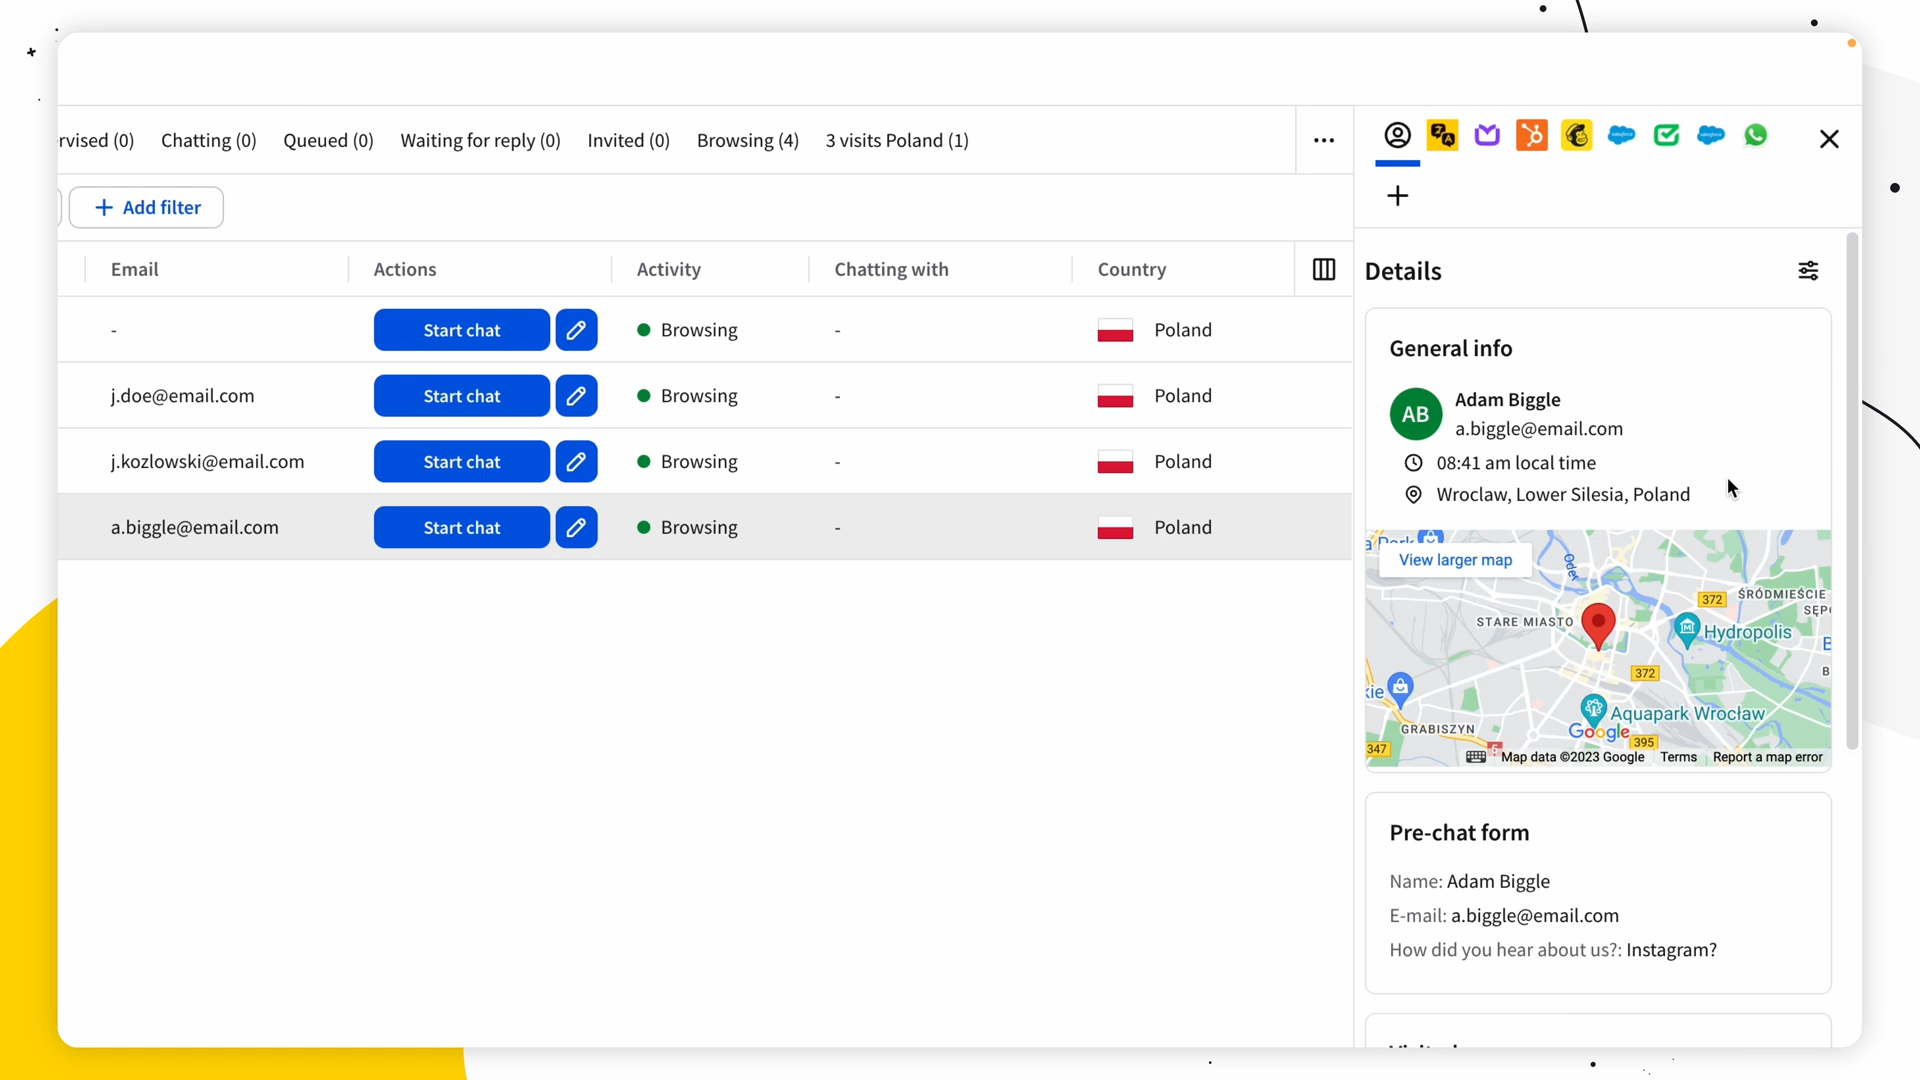 rvised (0) Chatting (0) Queued (0) Waiting for reply (0) Invited (0) Browsing (4) 3 visits Poland (1)
Add filter
Email Actions Activity Chatting with Country
- Start chat Browsing - Poland
j.doe@email.com Start chat Browsing - Poland
j.kozlowski@email.com Start chat Browsing - Poland
a.biggle@email.com Start chat Browsing - Poland
Details
General info
AB
Adam Biggle
a.biggle@email.com
08:41 am local time
Wroclaw, Lower Silesia, Poland
View larger map
Oder
372
ŚRÓDMIEŚCIE
SĘPO
STARE MIASTO
Hydropolis
372
kie
Aquapark Wrocław
GRABISZYN
Google
395
347
Map data ©2023 Google Terms Report a map error
Pre-chat form
Name: Adam Biggle
E-mail: a.biggle@email.com
How did you hear about us?: Instagram?